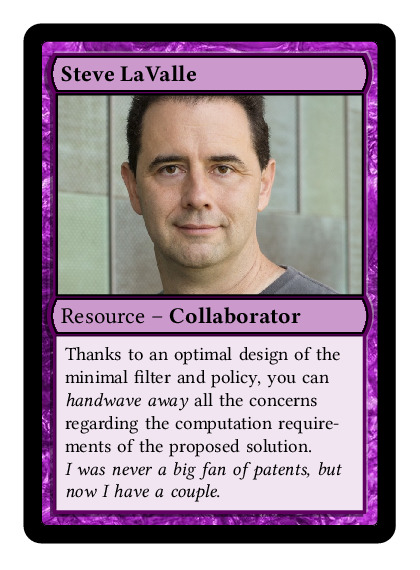 Steve LaValle
Resource – Collaborator
Thanks to an optimal design of the
minimal filter and policy, you can
handwave away all the concerns
regarding the computation require-
ments of the proposed solution.
I was never a big fan of patents, but
now I have a couple.